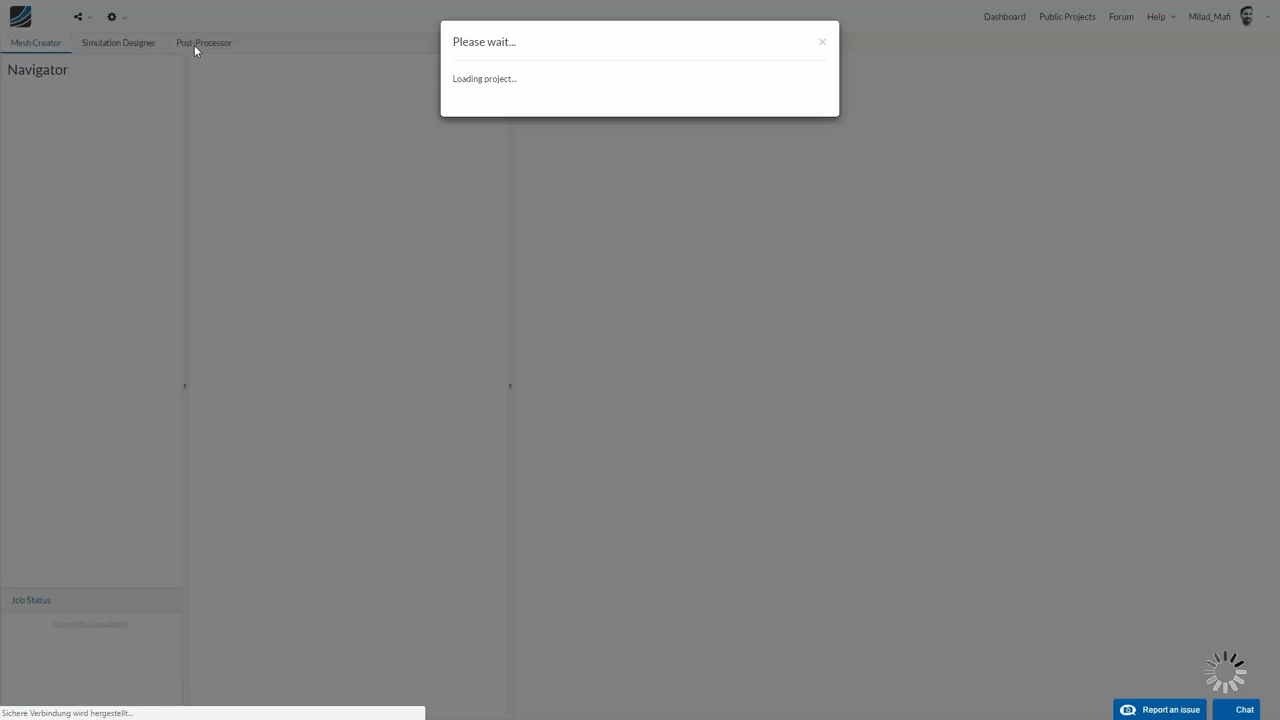 Dashboard Public Projects Forum Help Milad_Mafi
Mesh Creator Simulation Designer Post-Processor
Navigator
Please wait... ×
Loading project...
Job Status
Sichere Verbindung wird hergestellt...
Report an issue Chat